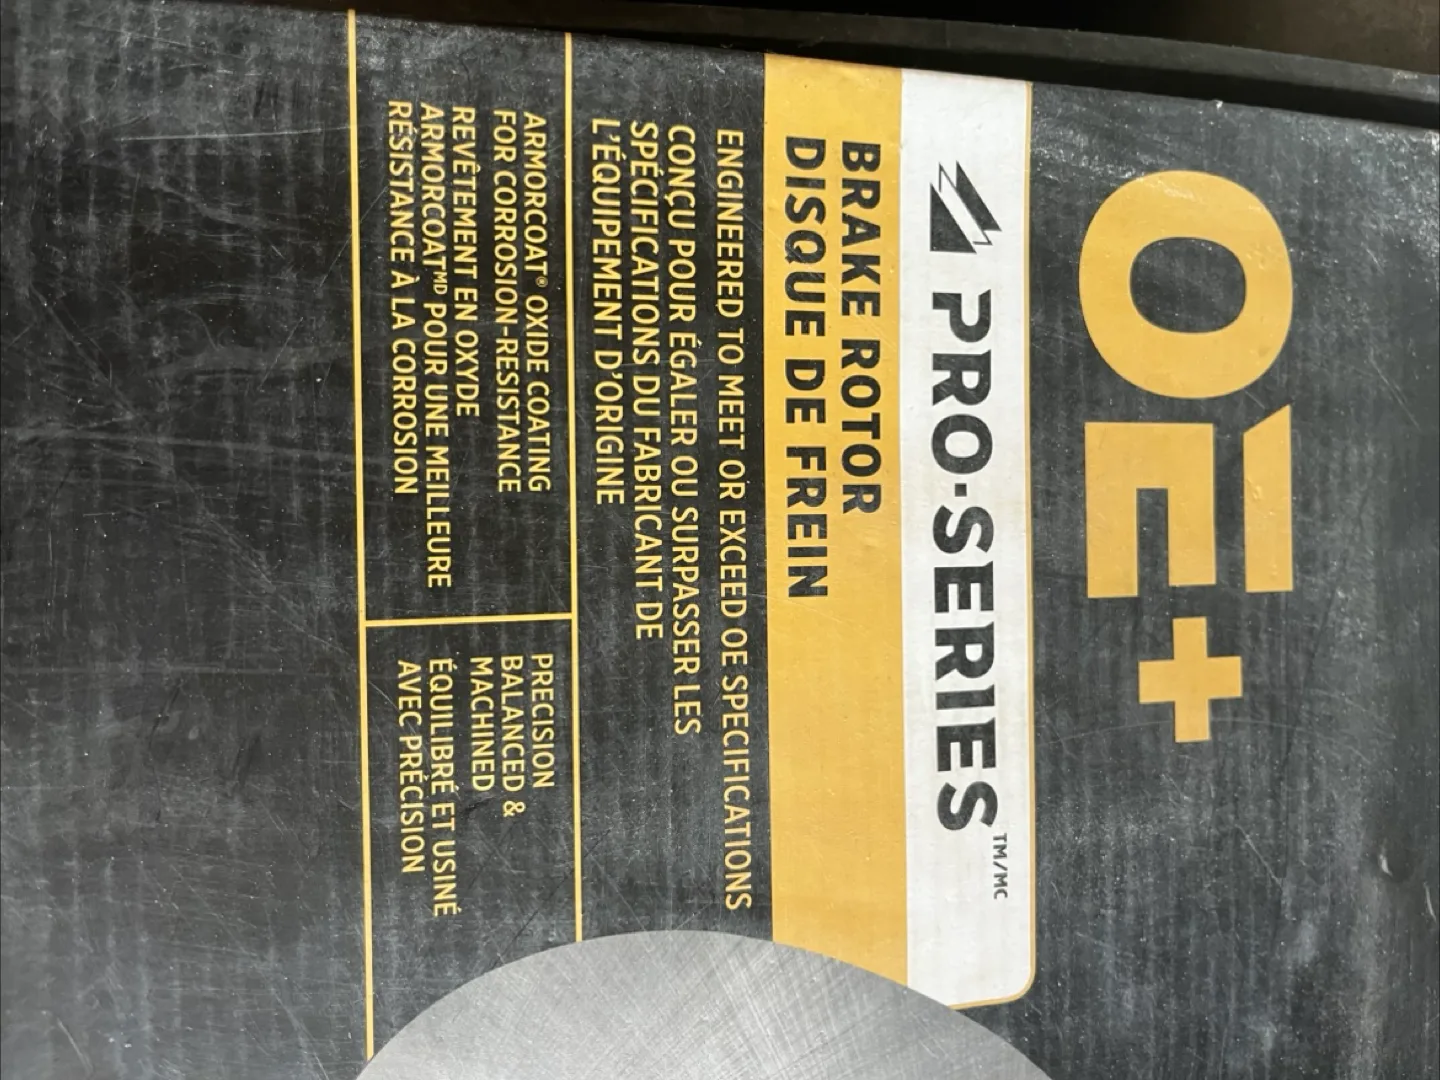 OE+
PRO·SERIES™/MC
BRAKE ROTOR
DISQUE DE FREIN
ENGINEERED TO MEET OR EXCEED OE SPECIFICATIONS
CONÇU POUR ÉGALER OU SURPASSER LES
SPÉCIFICATIONS DU FABRICANT DE
L'ÉQUIPEMENT D'ORIGINE
ARMORCOAT® OXIDE COATING
FOR CORROSION-RESISTANCE
REVÊTEMENT EN OXYDE
ARMORCOATᴹᴰ POUR UNE MEILLEURE
RÉSISTANCE À LA CORROSION
PRECISION
BALANCED &
MACHINED
ÉQUILIBRÉ ET USINÉ
AVEC PRÉCISION